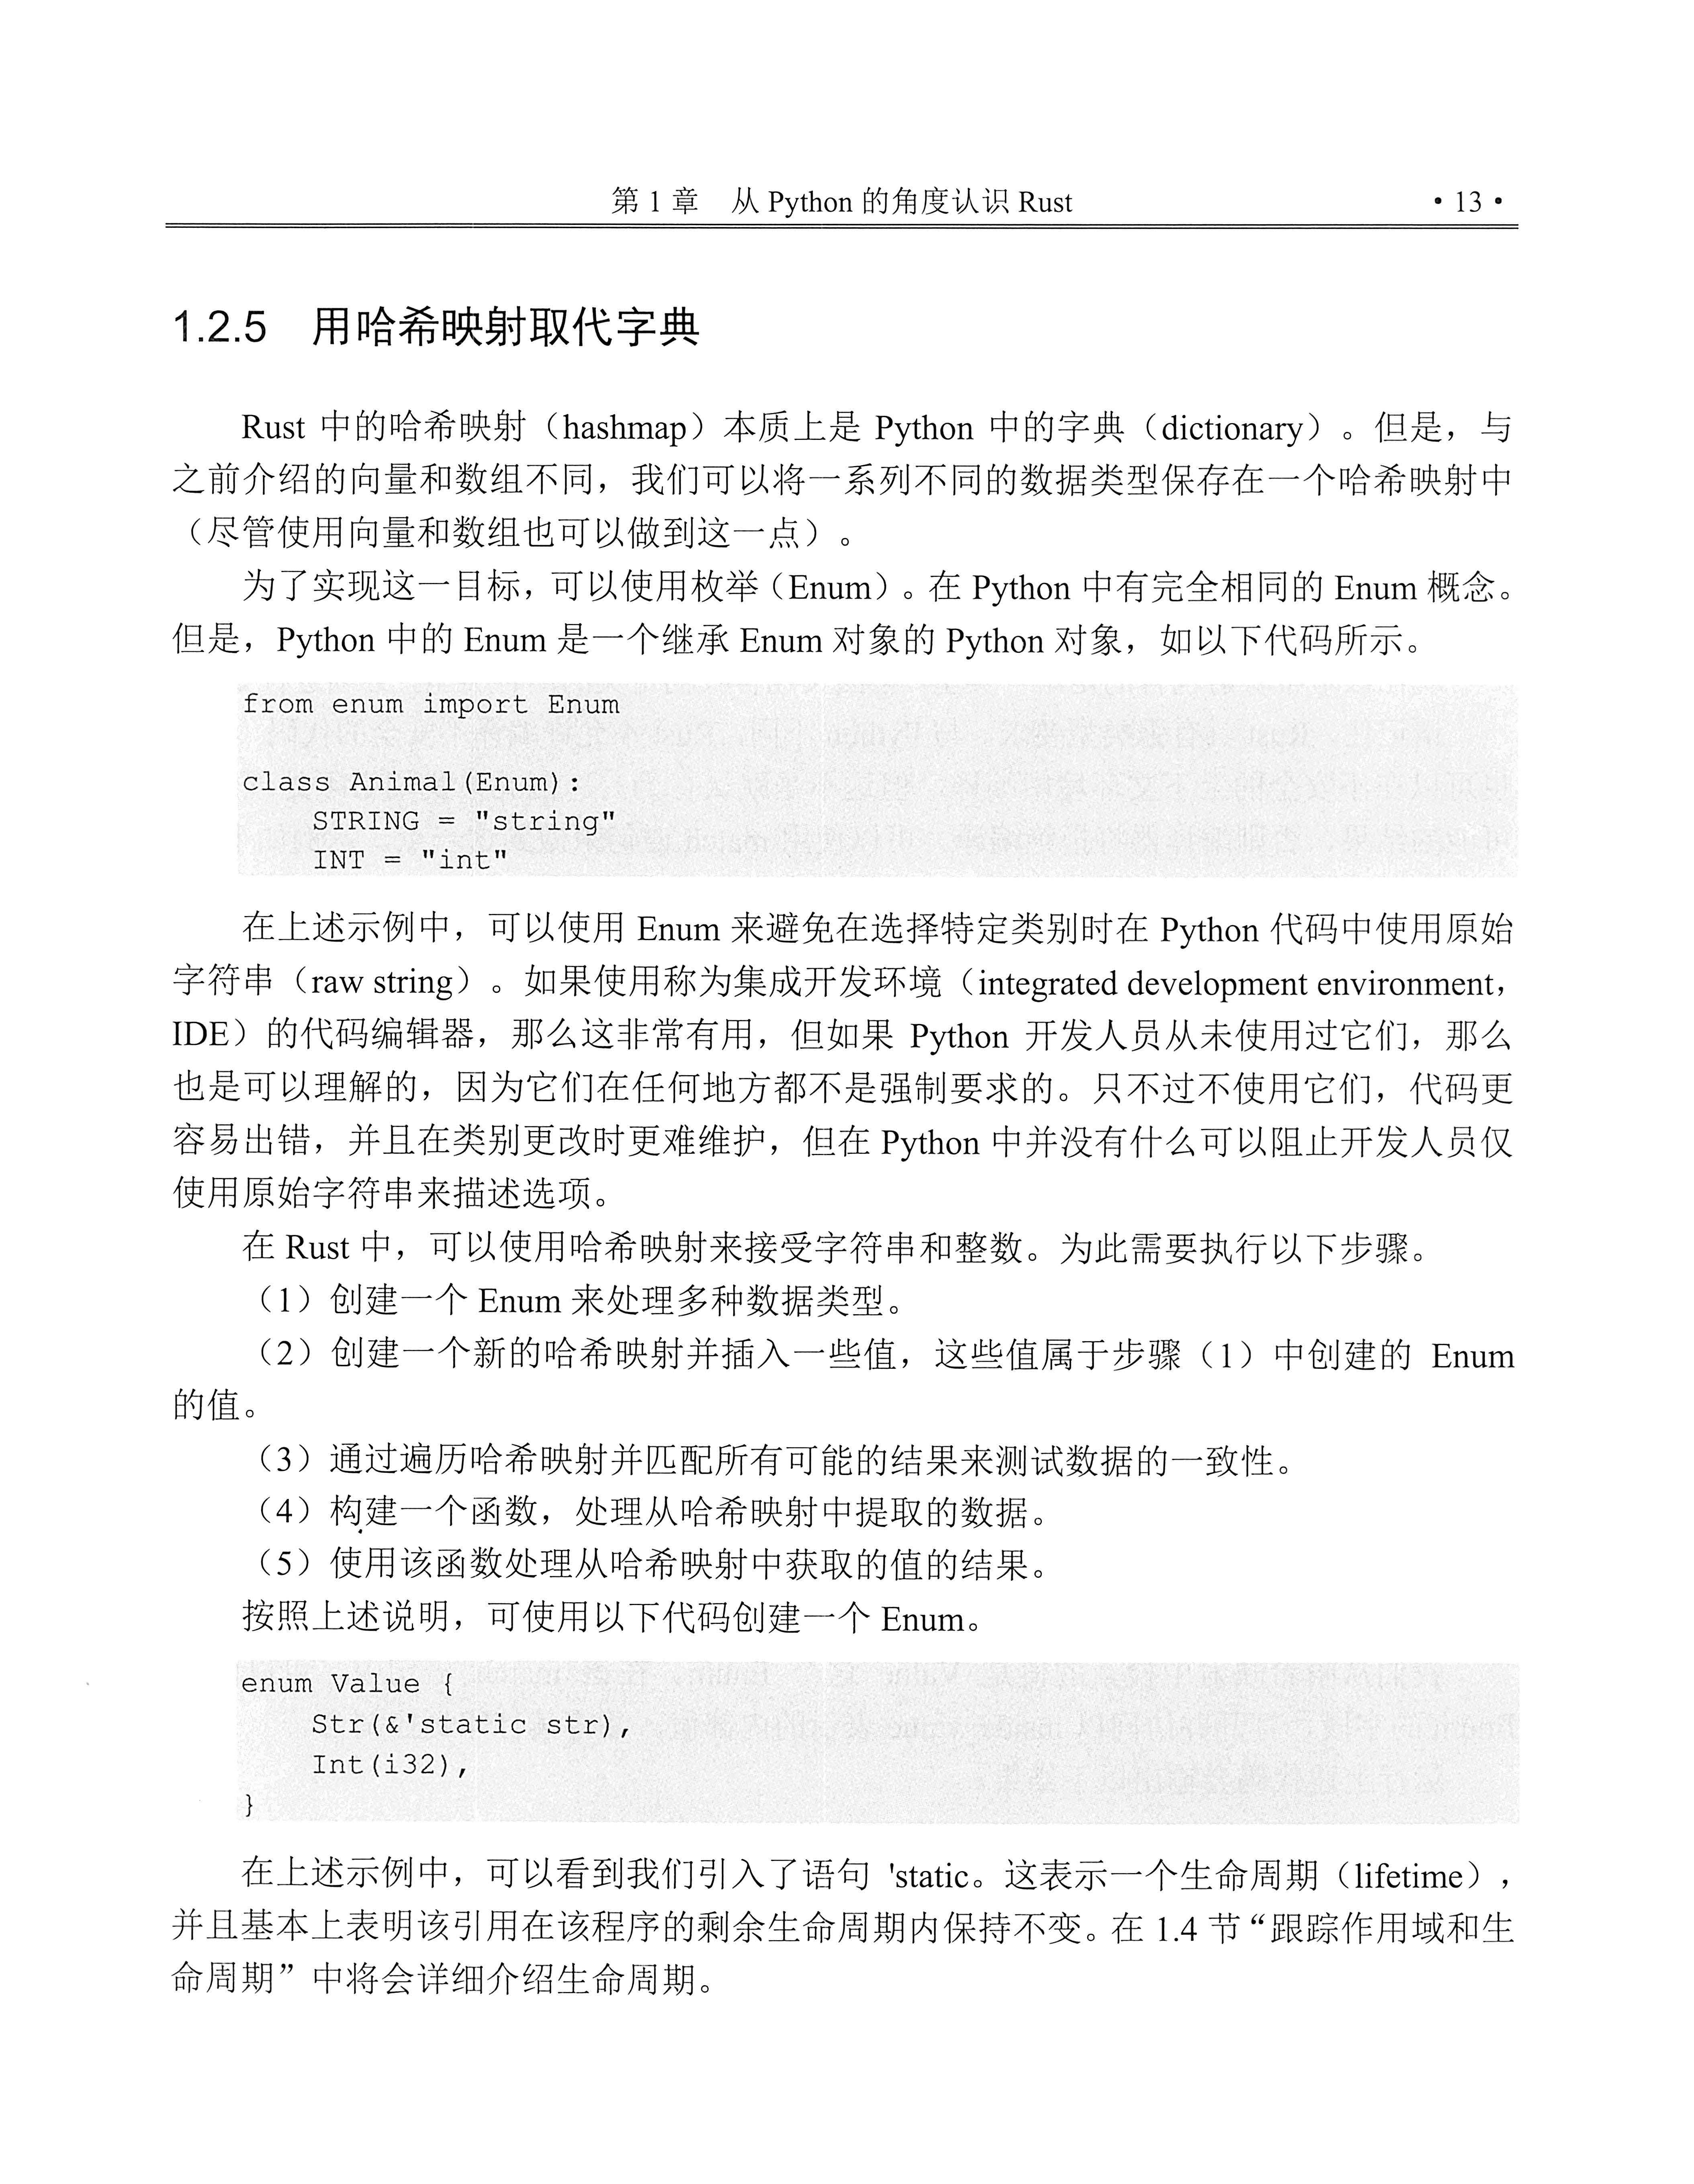 第 1 章　从 Python 的角度认识 Rust　　• 13 •
1.2.5　用哈希映射取代字典
Rust 中的哈希映射（hashmap）本质上是 Python 中的字典（dictionary）。但是，与
之前介绍的向量和数组不同，我们可以将一系列不同的数据类型保存在一个哈希映射中
（尽管使用向量和数组也可以做到这一点）。
为了实现这一目标，可以使用枚举（Enum）。在 Python 中有完全相同的 Enum 概念。
但是，Python 中的 Enum 是一个继承 Enum 对象的 Python 对象，如以下代码所示。
from enum import Enum
class Animal(Enum):
    STRING = "string"
    INT = "int"
在上述示例中，可以使用 Enum 来避免在选择特定类别时在 Python 代码中使用原始
字符串（raw string）。如果使用称为集成开发环境（integrated development environment，
IDE）的代码编辑器，那么这非常有用，但如果 Python 开发人员从未使用过它们，那么
也是可以理解的，因为它们在任何地方都不是强制要求的。只不过不使用它们，代码更
容易出错，并且在类别更改时更难维护，但在 Python 中并没有什么可以阻止开发人员仅
使用原始字符串来描述选项。
在 Rust 中，可以使用哈希映射来接受字符串和整数。为此需要执行以下步骤。
（1）创建一个 Enum 来处理多种数据类型。
（2）创建一个新的哈希映射并插入一些值，这些值属于步骤（1）中创建的 Enum
的值。
（3）通过遍历哈希映射并匹配所有可能的结果来测试数据的一致性。
（4）构建一个函数，处理从哈希映射中提取的数据。
（5）使用该函数处理从哈希映射中获取的值的结果。
按照上述说明，可使用以下代码创建一个 Enum。
enum Value {
    Str(&'static str),
    Int(i32),
}
在上述示例中，可以看到我们引入了语句 'static。这表示一个生命周期（lifetime），
并且基本上表明该引用在该程序的剩余生命周期内保持不变。在 1.4 节“跟踪作用域和生
命周期”中将会详细介绍生命周期。